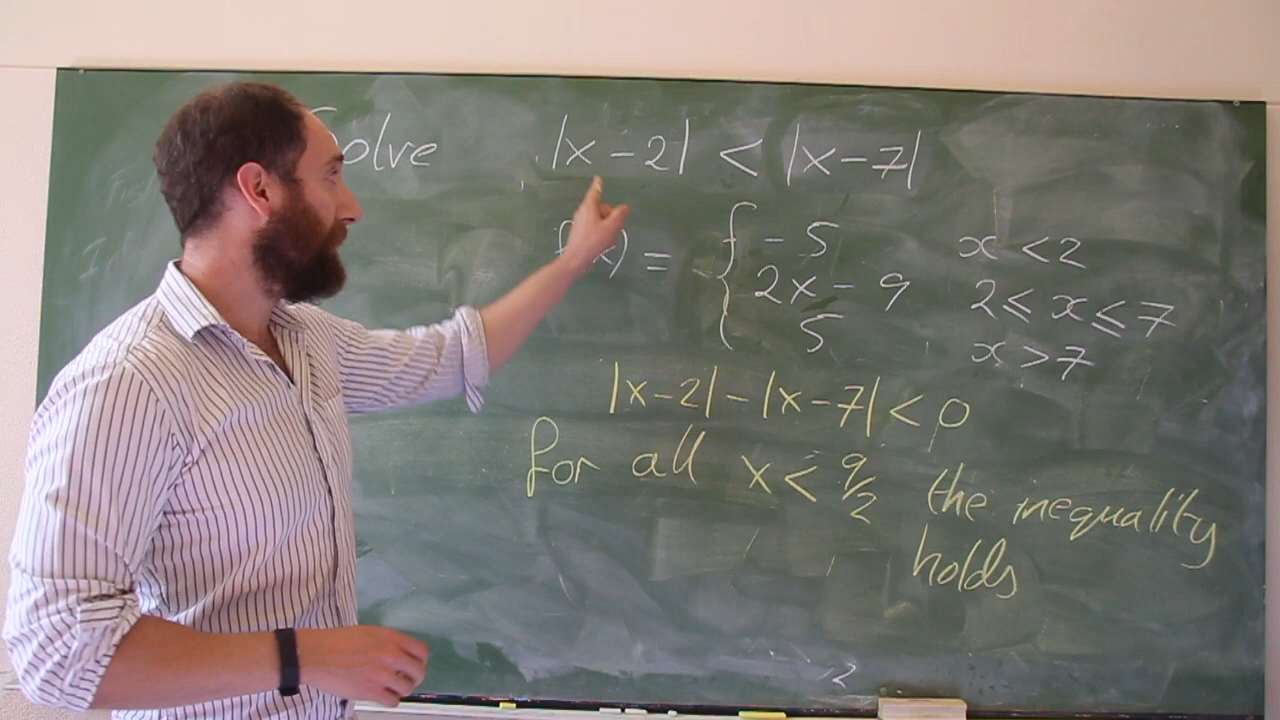 Solve |x-2| < |x-7|
f(x) = { -5 x < 2
2x - 9 2 ≤ x ≤ 7
5 x > 7
|x-2| - |x-7| < 0
for all x < 9/2 the inequality
holds